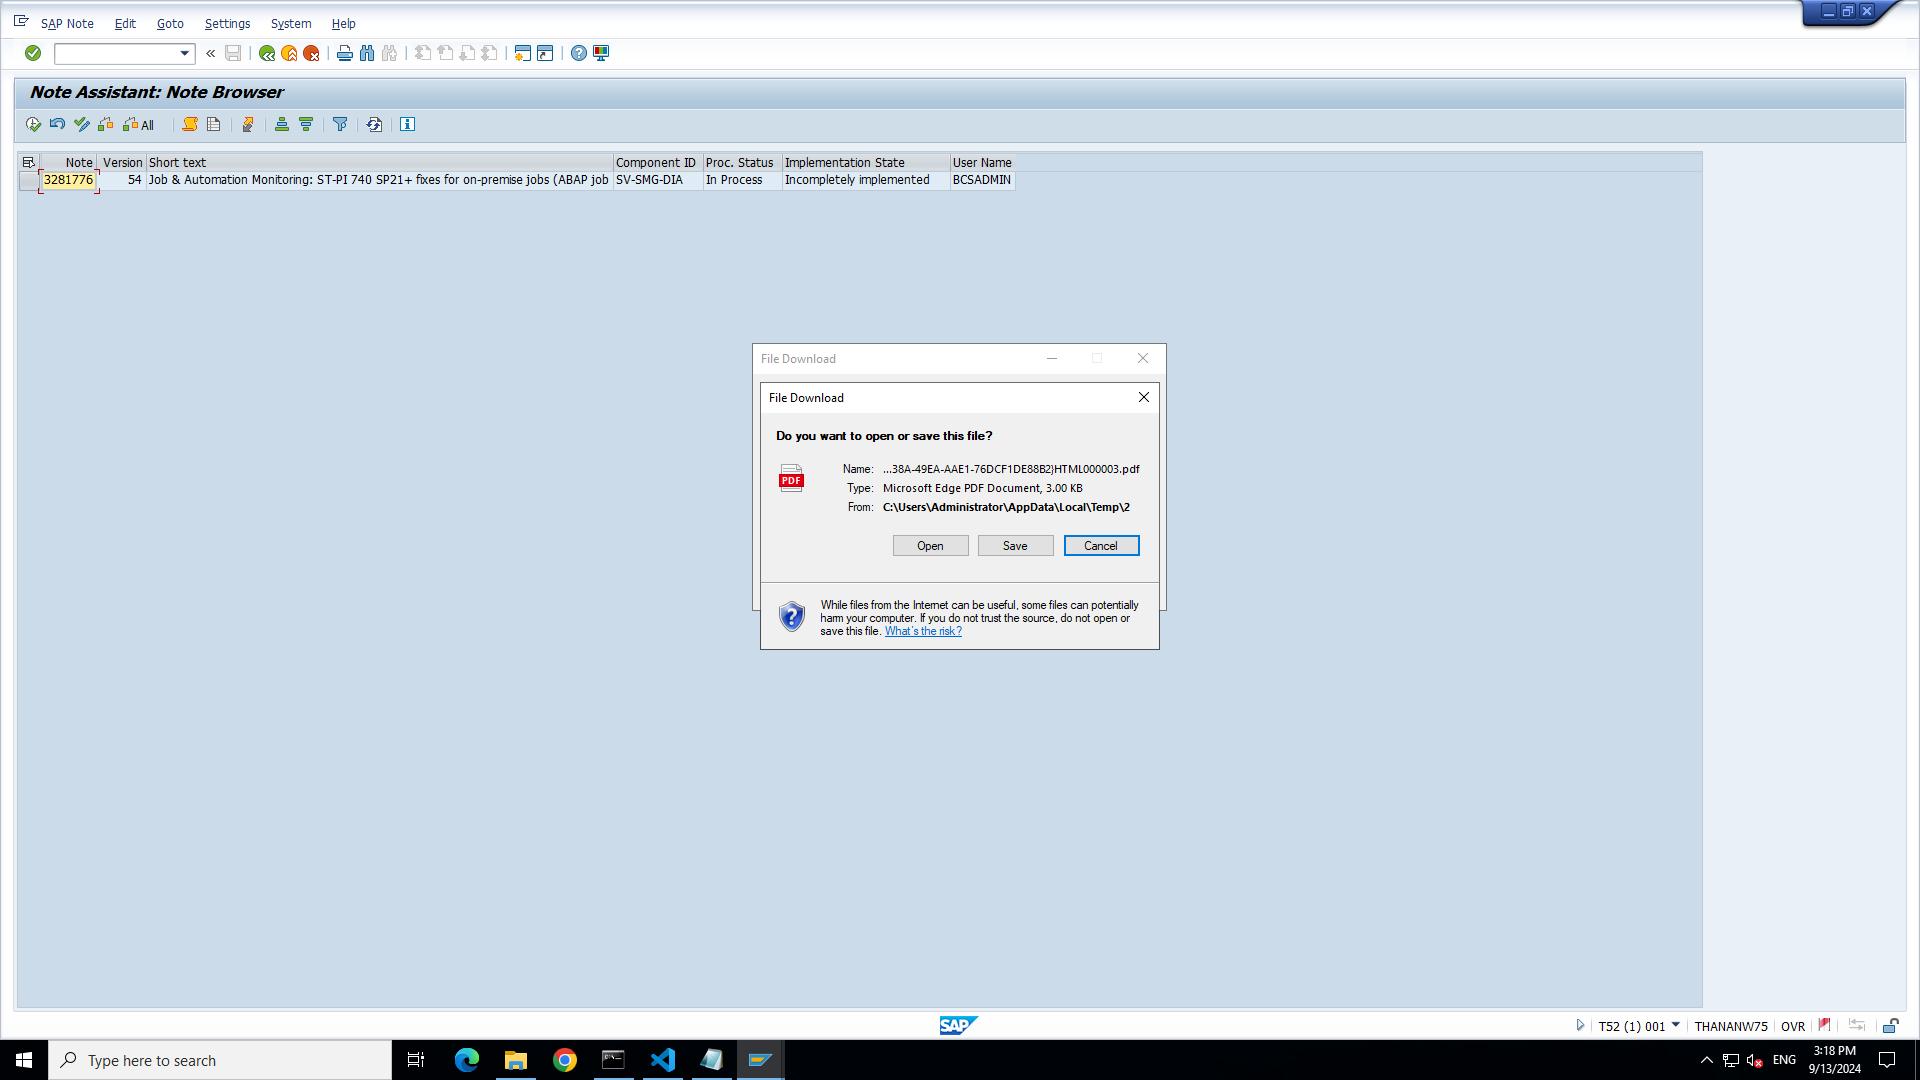 SAP Note Edit Goto Settings System Help
Note Assistant: Note Browser
All
Note Version Short text Component ID Proc. Status Implementation State User Name
3281776 54 Job & Automation Monitoring: ST-PI 740 SP21+ fixes for on-premise jobs (ABAP job SV-SMG-DIA In Process Incompletely implemented BCSADMIN
File Download
File Download
Do you want to open or save this file?
PDF
Name: ...38A-49EA-AAE1-76DCF1DE88B2}HTML000003.pdf
Type: Microsoft Edge PDF Document, 3.00 KB
From: C:\Users\Administrator\AppData\Local\Temp\2
Open Save Cancel
While files from the Internet can be useful, some files can potentially
harm your computer. If you do not trust the source, do not open or
save this file. What's the risk?
SAP
T52 (1) 001 THANANW75 OVR
Type here to search
ENG
3:18 PM
9/13/2024